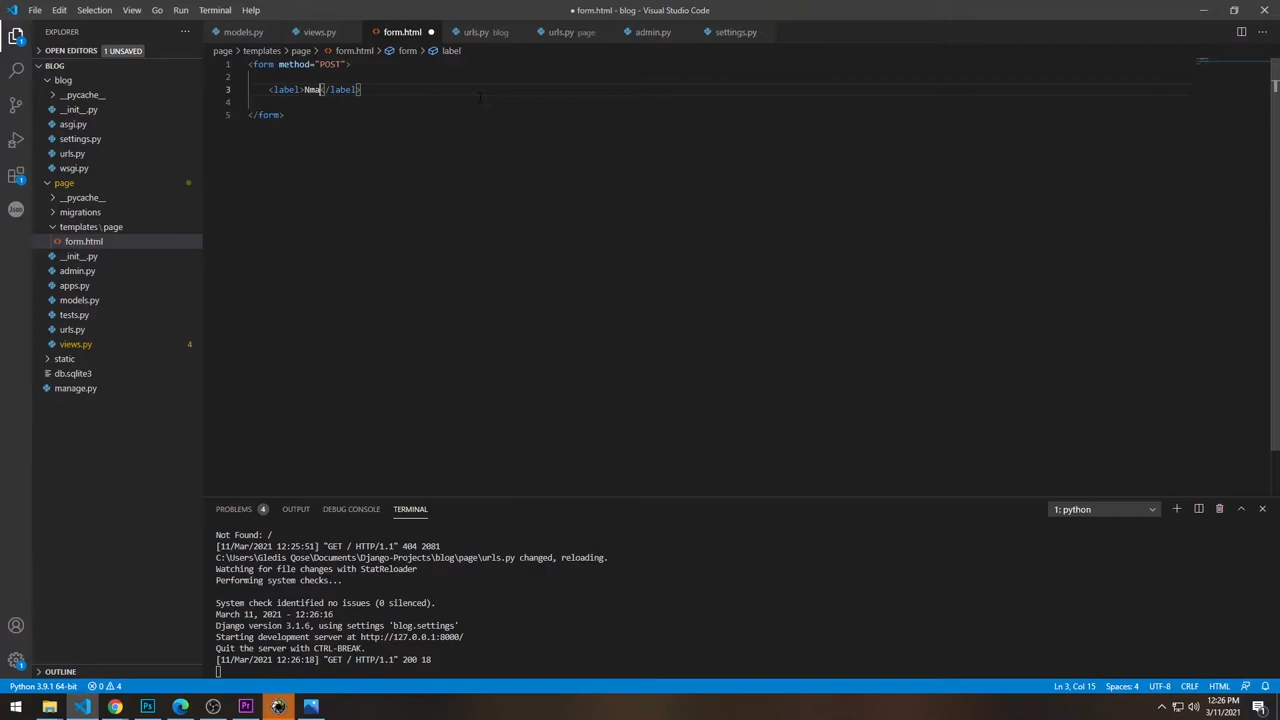 File Edit Selection View Go Run Terminal Help
● form.html - blog - Visual Studio Code
EXPLORER
models.py views.py form.html urls.py blog urls.py page admin.py settings.py
OPEN EDITORS 1 UNSAVED
page > templates > page > form.html > form > label
BLOG
blog
__pycache__
__init__.py
asgi.py
settings.py
urls.py
wsgi.py
page
__pycache__
migrations
templates\page
form.html
__init__.py
admin.py
apps.py
models.py
tests.py
urls.py
views.py 4
static
db.sqlite3
manage.py
OUTLINE
1 <form method="POST">
2
3 <label>Nma</label>
4
5 </form>
PROBLEMS 4 OUTPUT DEBUG CONSOLE TERMINAL 1: python
Not Found: /
[11/Mar/2021 12:25:51] "GET / HTTP/1.1" 404 2081
C:\Users\Gledis Qose\Documents\Django-Projects\blog\page\urls.py changed, reloading.
Watching for file changes with StatReloader
Performing system checks...
System check identified no issues (0 silenced).
March 11, 2021 - 12:26:16
Django version 3.1.6, using settings 'blog.settings'
Starting development server at http://127.0.0.1:8000/
Quit the server with CTRL-BREAK.
[11/Mar/2021 12:26:18] "GET / HTTP/1.1" 200 18
Python 3.9.1 64-bit 0 4 Ln 3, Col 15 Spaces: 4 UTF-8 CRLF HTML
12:26 PM
3/11/2021